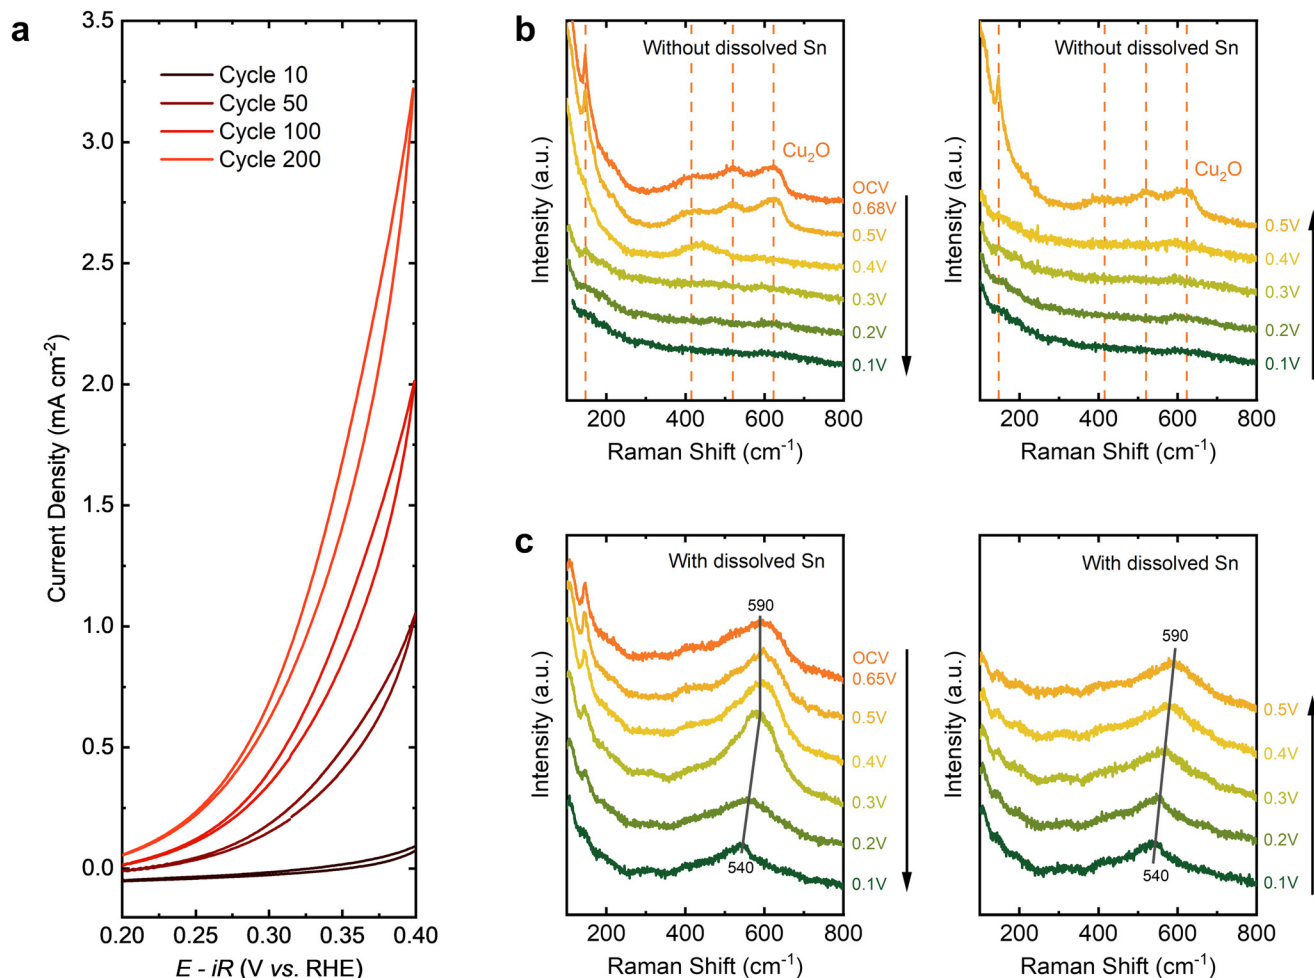 a
3.5
3.0
2.5
2.0
1.5
1.0
0.5
0.0
Current Density (mA cm⁻²)
Cycle 10
Cycle 50
Cycle 100
Cycle 200
0.20
0.25
0.30
0.35
0.40
E - iR (V vs. RHE)
b
Without dissolved Sn
Cu₂O
OCV
0.68V
0.5V
0.4V
0.3V
0.2V
0.1V
Intensity (a.u.)
200
400
600
800
Raman Shift (cm⁻¹)
Without dissolved Sn
Cu₂O
0.5V
0.4V
0.3V
0.2V
0.1V
Intensity (a.u.)
200
400
600
800
Raman Shift (cm⁻¹)
c
With dissolved Sn
590
OCV
0.65V
0.5V
0.4V
0.3V
0.2V
540
0.1V
Intensity (a.u.)
200
400
600
800
Raman Shift (cm⁻¹)
With dissolved Sn
590
0.5V
0.4V
0.3V
0.2V
540
0.1V
Intensity (a.u.)
200
400
600
800
Raman Shift (cm⁻¹)